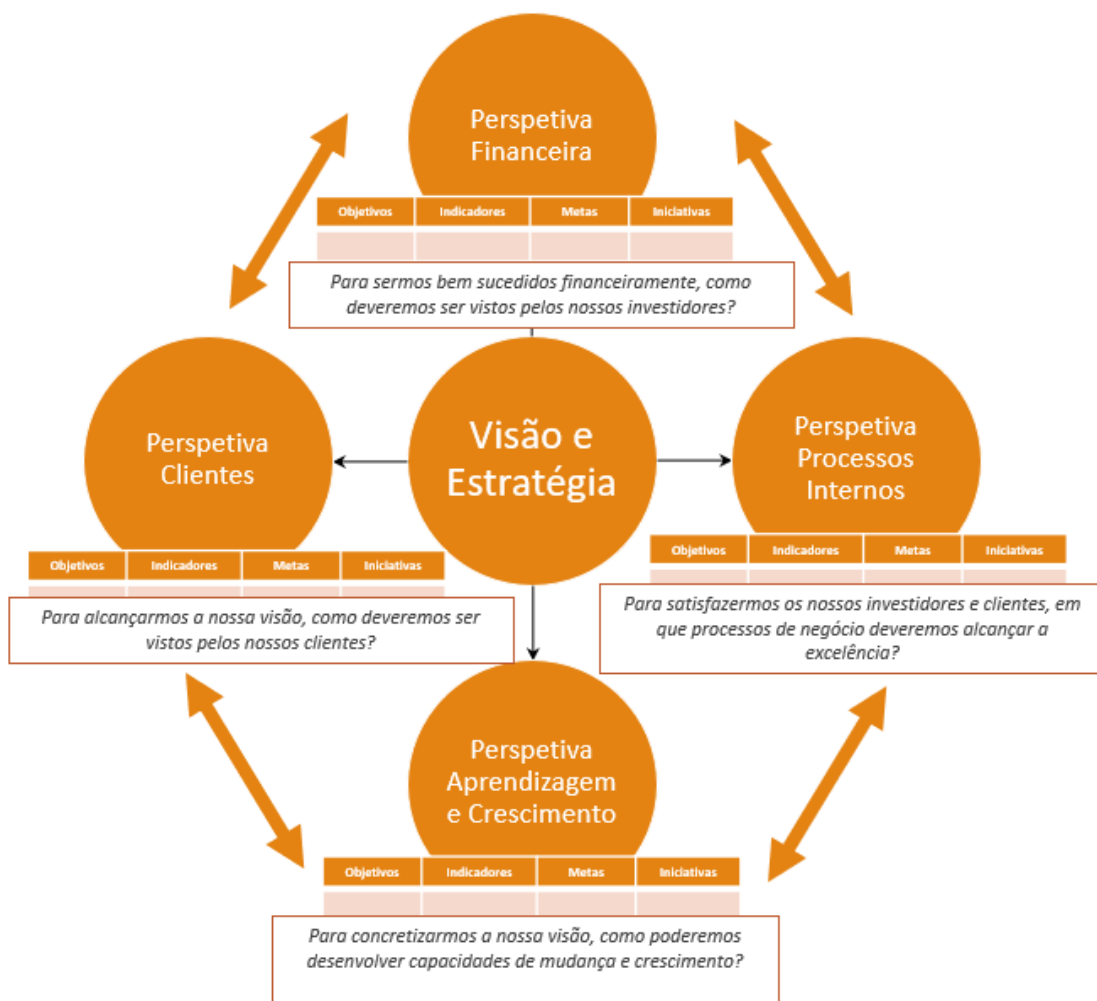 Perspetiva
Financeira
Objetivos Indicadores Metas Iniciativas
Para sermos bem sucedidos financeiramente, como
deveremos ser vistos pelos nossos investidores?
Perspetiva
Clientes
Visão e
Estratégia
Perspetiva
Processos
Internos
Objetivos Indicadores Metas Iniciativas
Para alcançarmos a nossa visão, como deveremos ser
vistos pelos nossos clientes?
Objetivos Indicadores Metas Iniciativas
Para satisfazermos os nossos investidores e clientes, em
que processos de negócio deveremos alcançar a
excelência?
Perspetiva
Aprendizagem
e Crescimento
Objetivos Indicadores Metas Iniciativas
Para concretizarmos a nossa visão, como poderemos
desenvolver capacidades de mudança e crescimento?